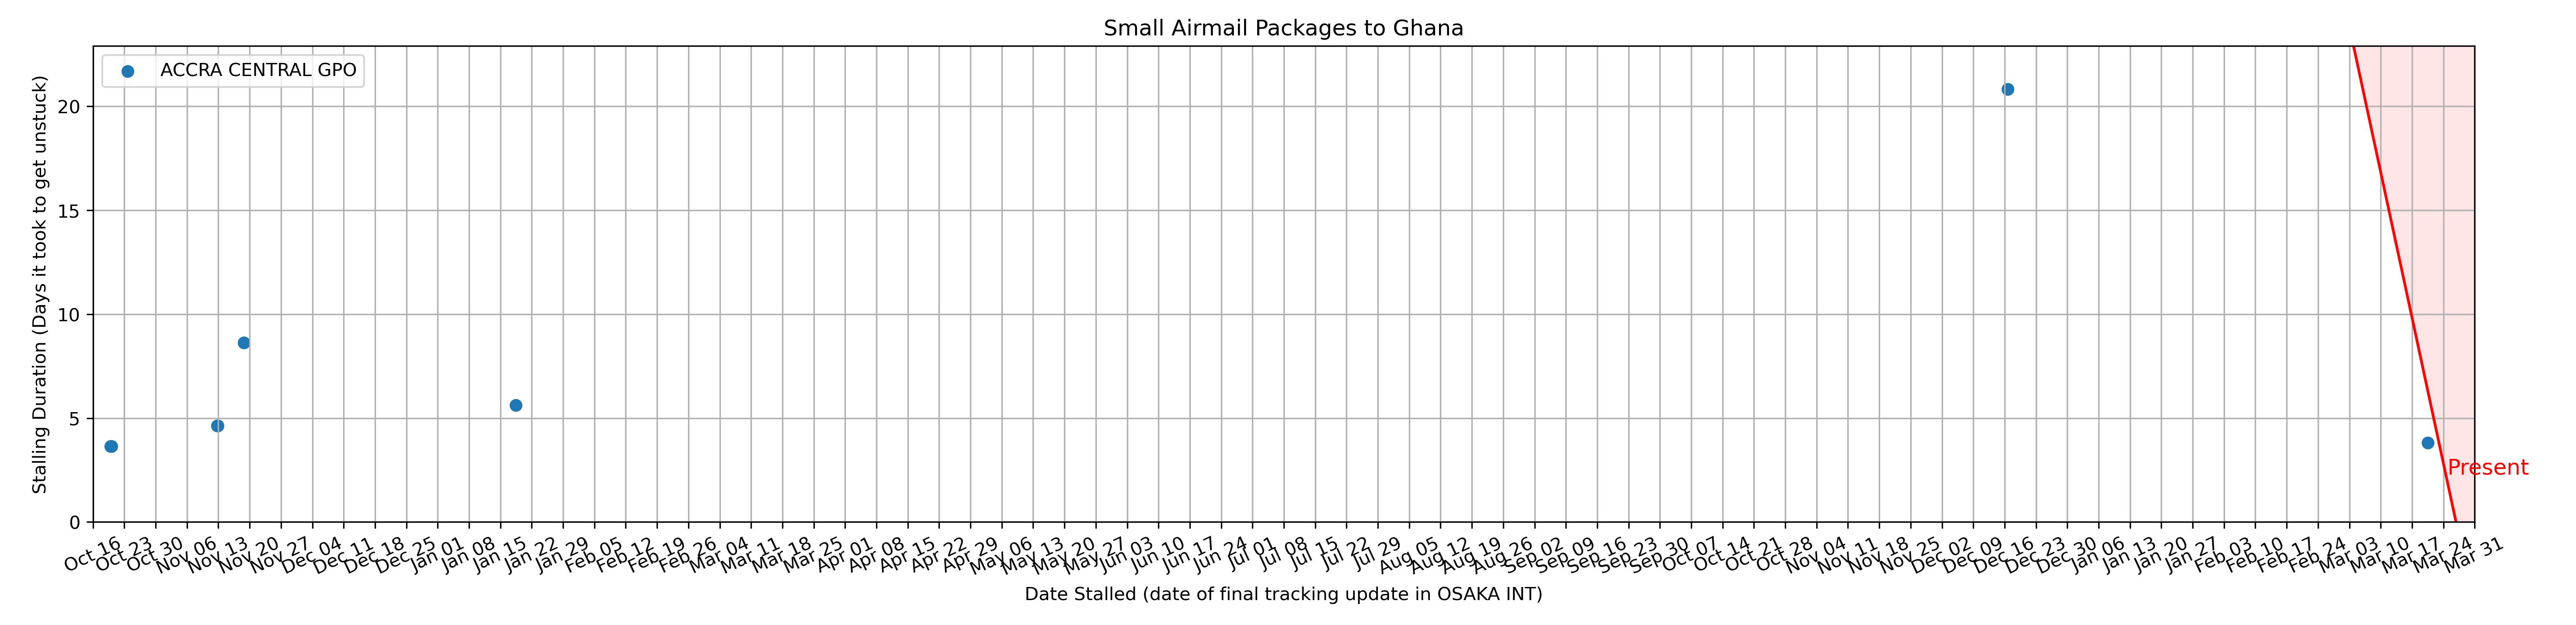 Small Airmail Packages to Ghana
ACCRA CENTRAL GPO
Stalling Duration (Days it took to get unstuck)
20
15
10
5
0
Present
Oct 16 Oct 23 Oct 30 Nov 06 Nov 13 Nov 20 Nov 27 Dec 04 Dec 11 Dec 18 Dec 25 Jan 01 Jan 08 Jan 15 Jan 22 Jan 29 Feb 05 Feb 12 Feb 19 Feb 26 Mar 04 Mar 11 Mar 18 Mar 25 Apr 01 Apr 08 Apr 15 Apr 22 Apr 29 May 06 May 13 May 20 May 27 Jun 03 Jun 10 Jun 17 Jun 24 Jul 01 Jul 08 Jul 15 Jul 22 Jul 29 Aug 05 Aug 12 Aug 19 Aug 26 Sep 02 Sep 09 Sep 16 Sep 23 Sep 30 Oct 07 Oct 14 Oct 21 Oct 28 Nov 04 Nov 11 Nov 18 Nov 25 Dec 02 Dec 09 Dec 16 Dec 23 Dec 30 Jan 06 Jan 13 Jan 20 Jan 27 Feb 03 Feb 10 Feb 17 Feb 24 Mar 03 Mar 10 Mar 17 Mar 24 Mar 31
Date Stalled (date of final tracking update in OSAKA INT)